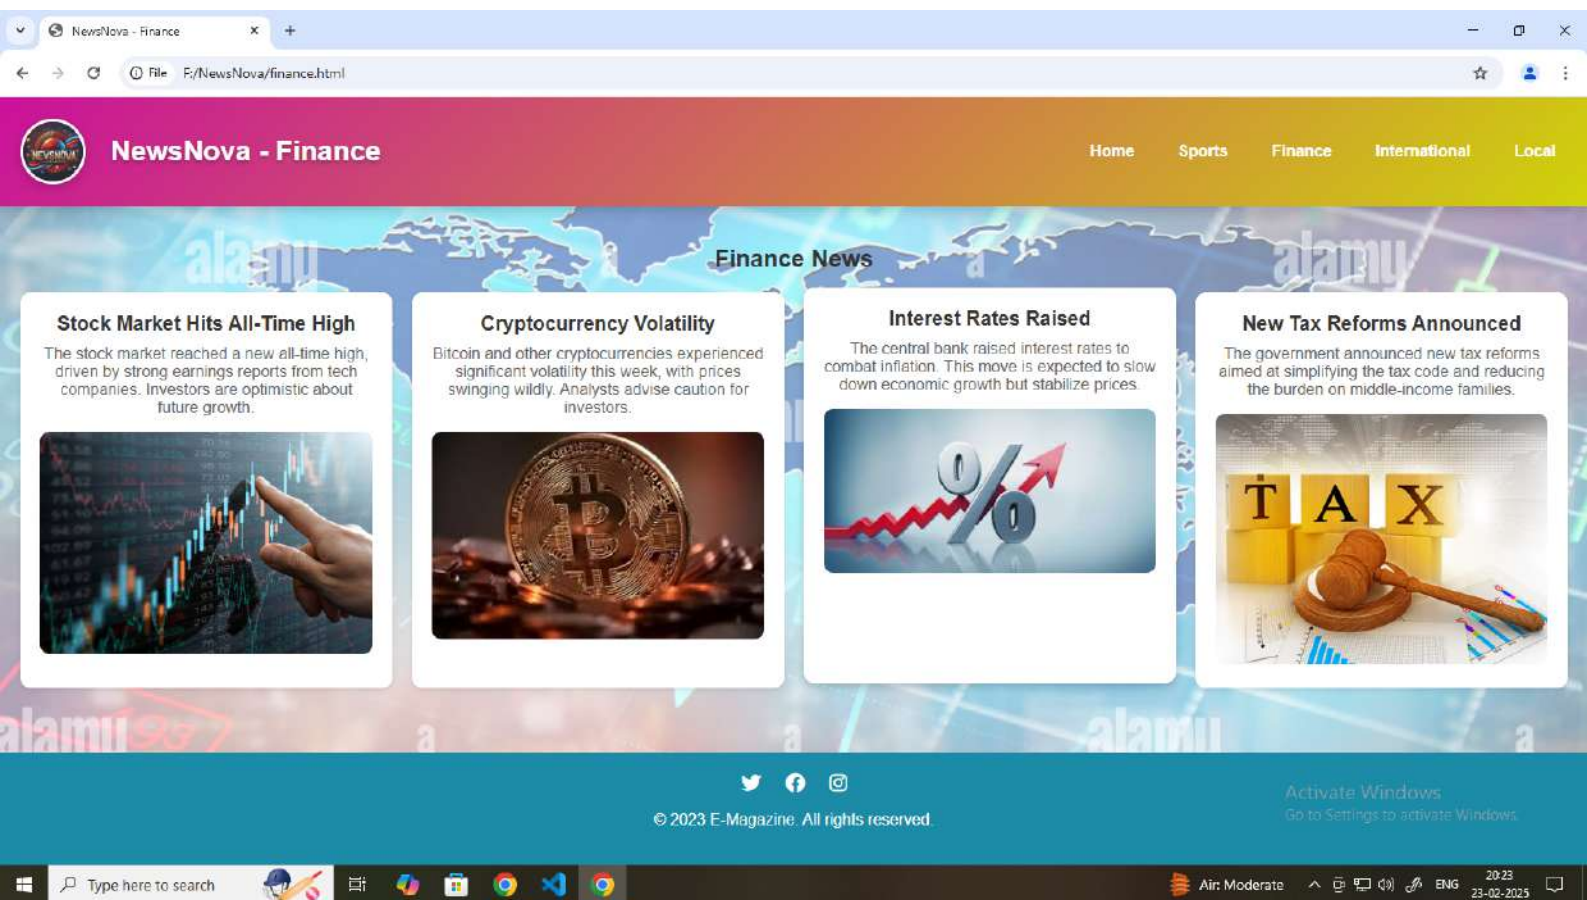 NewsNova - Finance
File F:/NewsNova/finance.html
NEWSNOVA
NewsNova - Finance
Home Sports Finance International Local
alamy
a
a
alamy
Finance News
Stock Market Hits All-Time High
The stock market reached a new all-time high,
driven by strong earnings reports from tech
companies. Investors are optimistic about
future growth.
Cryptocurrency Volatility
Bitcoin and other cryptocurrencies experienced
significant volatility this week, with prices
swinging wildly. Analysts advise caution for
investors.
Interest Rates Raised
The central bank raised interest rates to
combat inflation. This move is expected to slow
down economic growth but stabilize prices.
%
New Tax Reforms Announced
The government announced new tax reforms
aimed at simplifying the tax code and reducing
the burden on middle-income families.
TAX
alamy
a
a
alamy
a
© 2023 E-Magazine. All rights reserved.
Activate Windows
Go to Settings to activate Windows.
Type here to search
Air: Moderate
ENG
20:23
23-02-2025